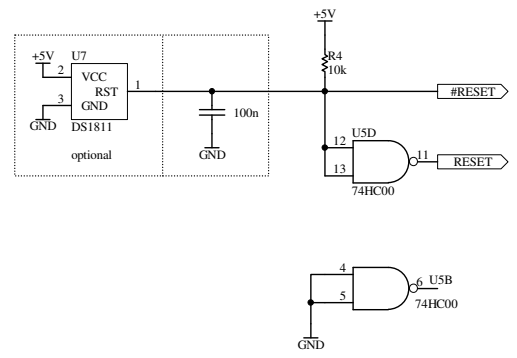 +5V
+5V
U7
R4
10k
2
VCC
RST
1
3
GND
GND
DS1811
100n
#RESET
optional
GND
12
U5D
13
11
RESET
74HC00
4
5
6
U5B
74HC00
GND